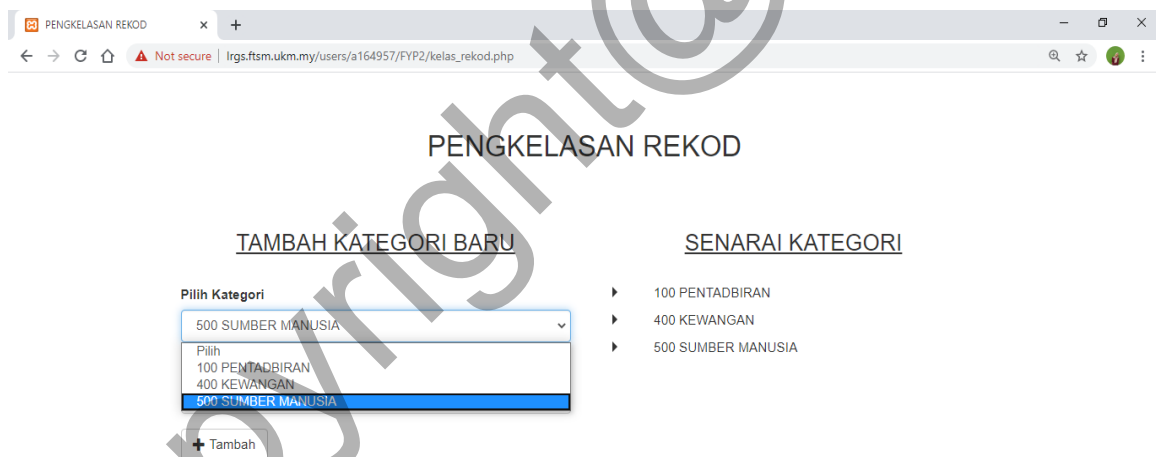 PENGKELASAN REKOD
Not secure | lrgs.ftsm.ukm.my/users/a164957/FYP2/kelas_rekod.php
PENGKELASAN REKOD
TAMBAH KATEGORI BARU
Pilih Kategori
500 SUMBER MANUSIA
Pilih
100 PENTADBIRAN
400 KEWANGAN
500 SUMBER MANUSIA
Tambah
SENARAI KATEGORI
100 PENTADBIRAN
400 KEWANGAN
500 SUMBER MANUSIA
pyright@